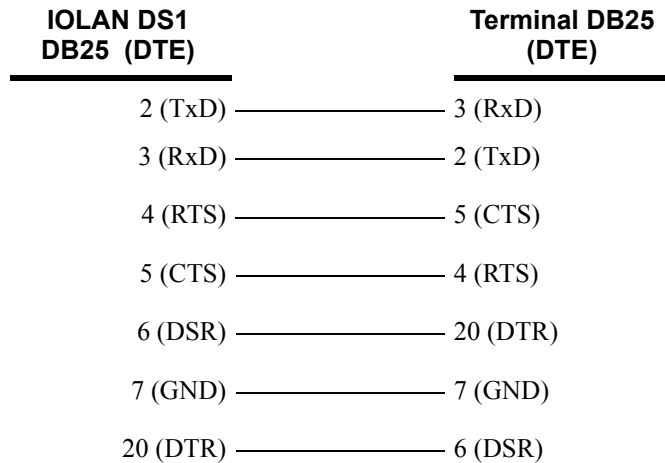 IOLAN DS1 Terminal DB25
DB25 (DTE) (DTE)
2 (TxD) 3 (RxD)
3 (RxD) 2 (TxD)
4 (RTS) 5 (CTS)
5 (CTS) 4 (RTS)
6 (DSR) 20 (DTR)
7 (GND) 7 (GND)
20 (DTR) 6 (DSR)